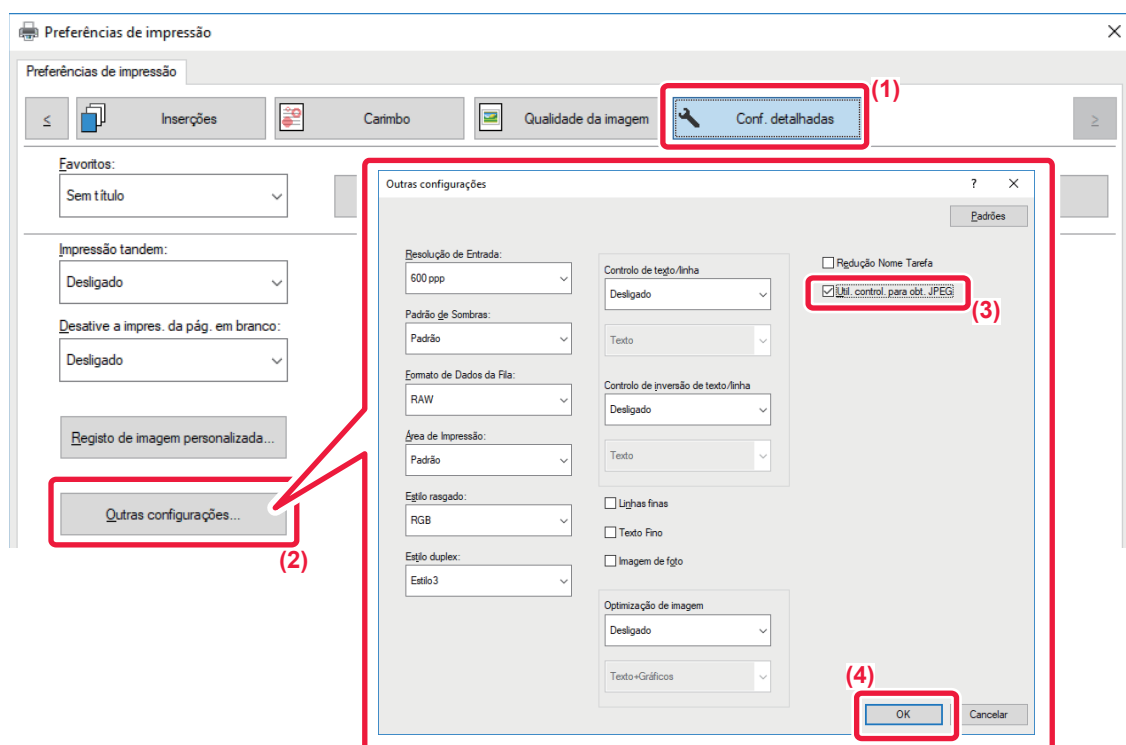 Preferências de impressão
Preferências de impressão
(1)
<
Inserções
Carimbo
Qualidade da imagem
Conf. detalhadas
>
Favoritos:
Sem título
Impressão tandem:
Desligado
Desative a impres. da pág. em branco:
Desligado
Registo de imagem personalizada...
Outras configurações...
(2)
Outras configurações
?
Padrões
Resolução de Entrada:
600 ppp
Padrão de Sombras:
Padrão
Formato de Dados da Fila:
RAW
Área de Impressão:
Padrão
Estilo rasgado:
RGB
Estilo duplex:
Estilo3
Controlo de texto/linha
Desligado
Texto
Controlo de inversão de texto/linha
Desligado
Texto
Linhas finas
Texto Fino
Imagem de foto
Optimização de imagem
Desligado
Texto+Gráficos
Redução Nome Tarefa
Util. control. para obt. JPEG
(3)
(4)
OK
Cancelar